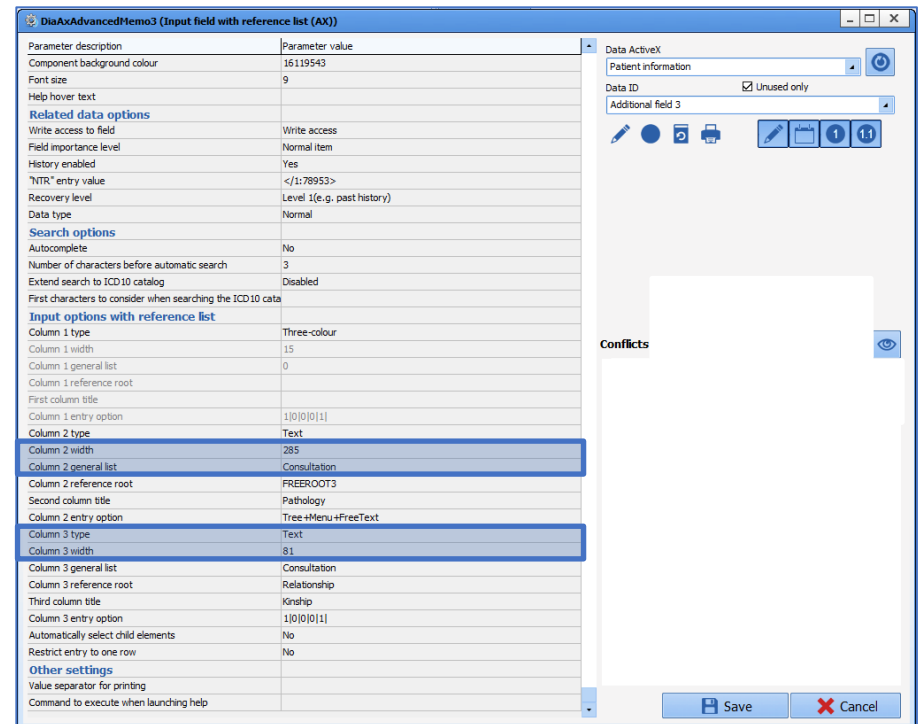 DiaAxAdvancedMemo3 (Input field with reference list (AX))
Parameter description Parameter value
Component background colour 16119543
Font size 9
Help hover text
Related data options
Write access to field Write access
Field importance level Normal item
History enabled Yes
"NTR" entry value </1:78953>
Recovery level Level 1(e.g. past history)
Data type Normal
Search options
Autocomplete No
Number of characters before automatic search 3
Extend search to ICD10 catalog Disabled
First characters to consider when searching the ICD10 cata
Input options with reference list
Column 1 type Three-colour
Column 1 width 15
Column 1 general list 0
Column 1 reference root
First column title
Column 1 entry option 1|0|0|0|1|
Column 2 type Text
Column 2 width 285
Column 2 general list Consultation
Column 2 reference root FREEROOT3
Second column title Pathology
Column 2 entry option Tree+Menu+FreeText
Column 3 type Text
Column 3 width 81
Column 3 general list Consultation
Column 3 reference root Relationship
Third column title Kinship
Column 3 entry option 1|0|0|0|1|
Automatically select child elements No
Restrict entry to one row No
Other settings
Value separator for printing
Command to execute when launching help
Data ActiveX
Patient information
Data ID Unused only
Additional field 3
1 1.1
Conflicts
Save Cancel